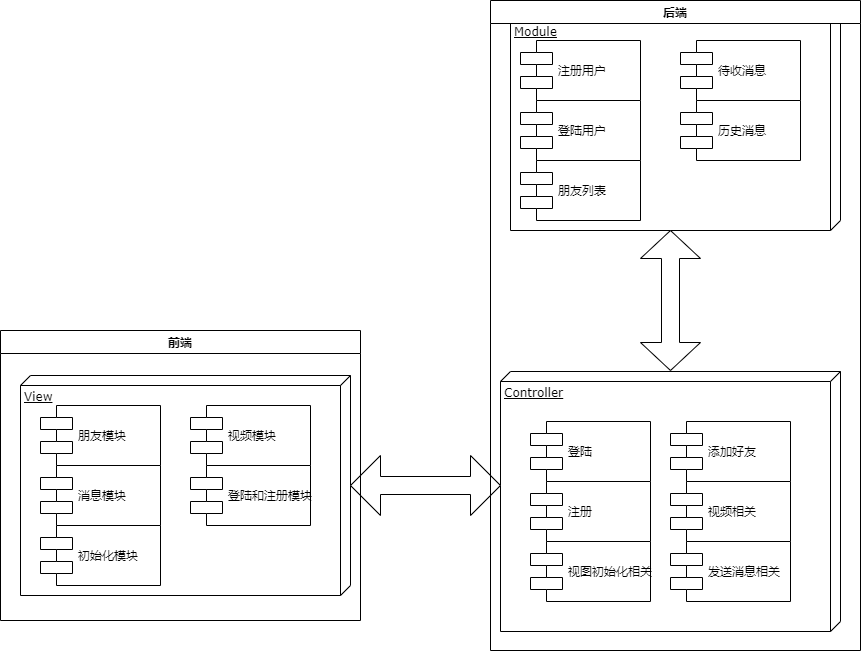 后端
Module
注册用户
待收消息
登陆用户
历史消息
朋友列表
前端
View
朋友模块
视频模块
消息模块
登陆和注册模块
初始化模块
Controller
登陆
添加好友
注册
视频相关
视图初始化相关
发送消息相关